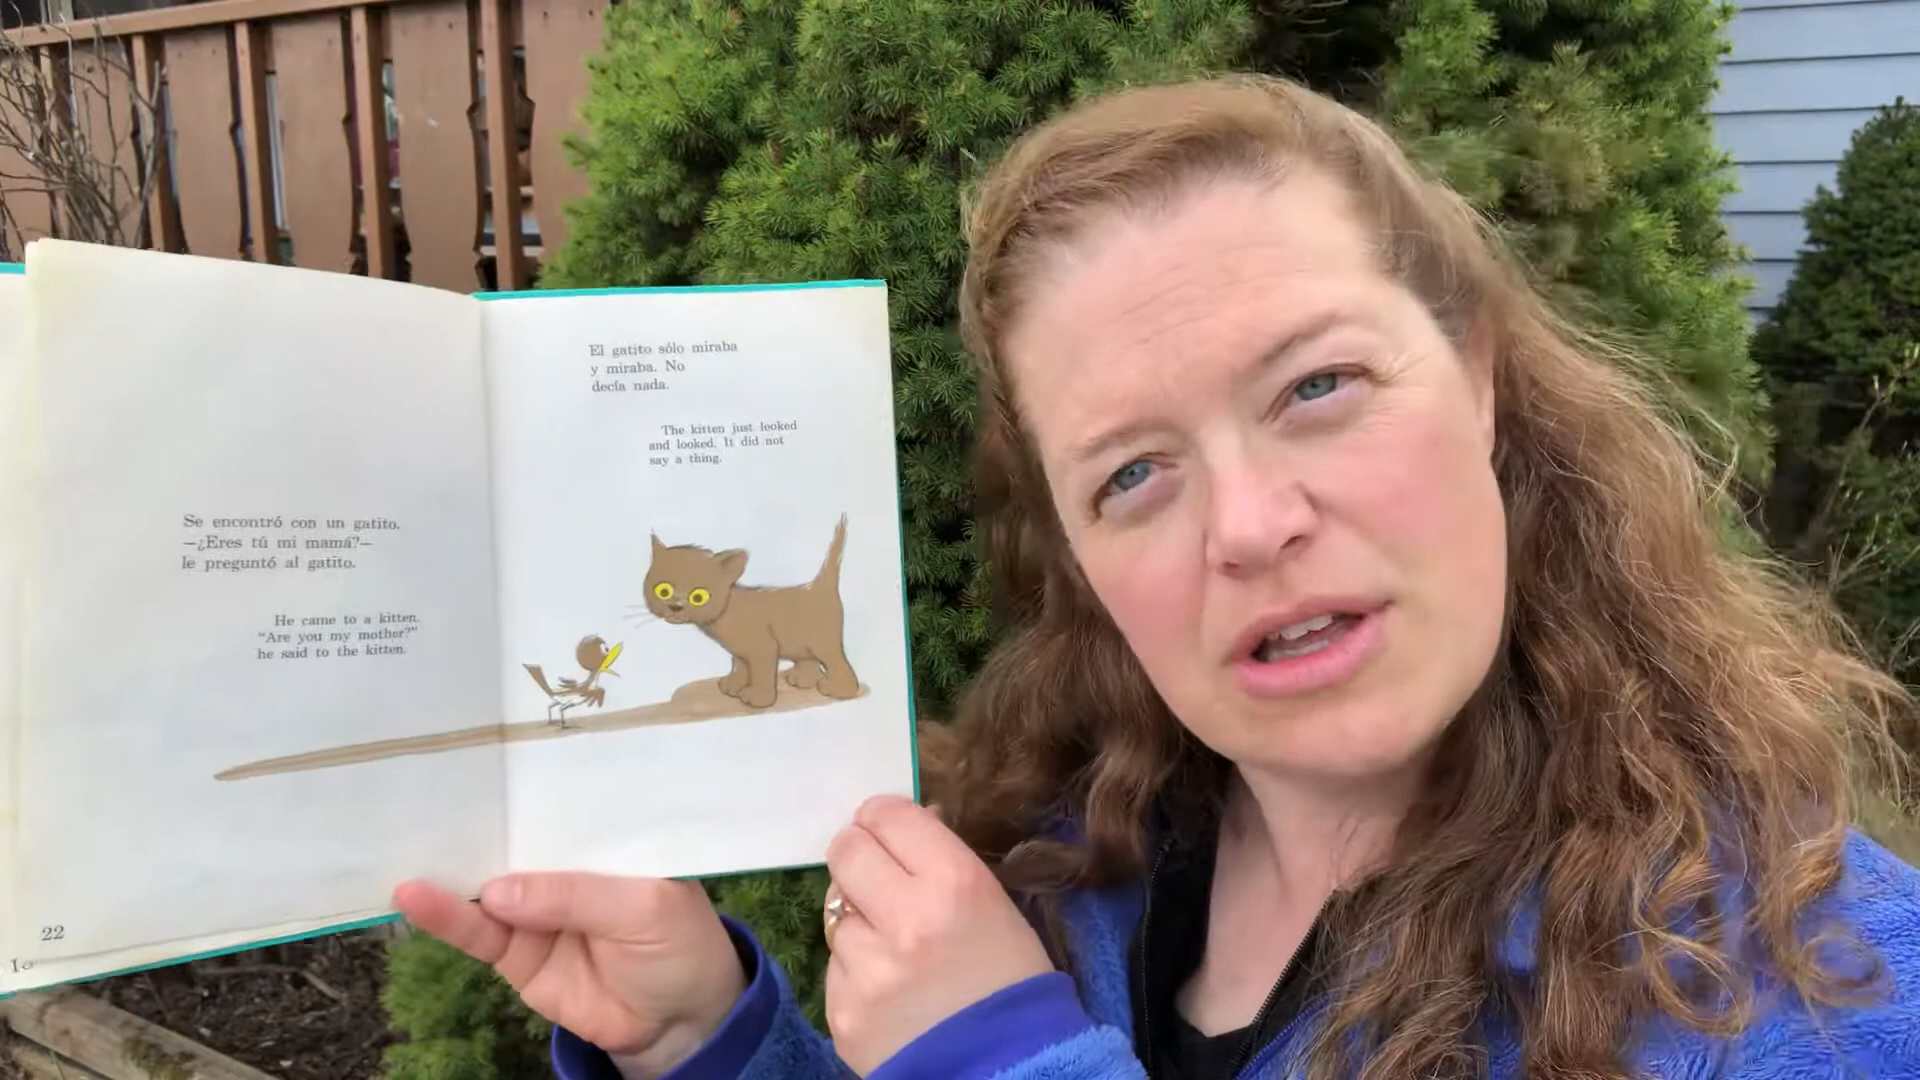 Se encontró con un gatito.
—¿Eres tú mi mamá?—
le preguntó al gatito.
He came to a kitten.
“Are you my mother?”
he said to the kitten.
22
El gatito sólo miraba
y miraba. No
decía nada.
The kitten just looked
and looked. It did not
say a thing.